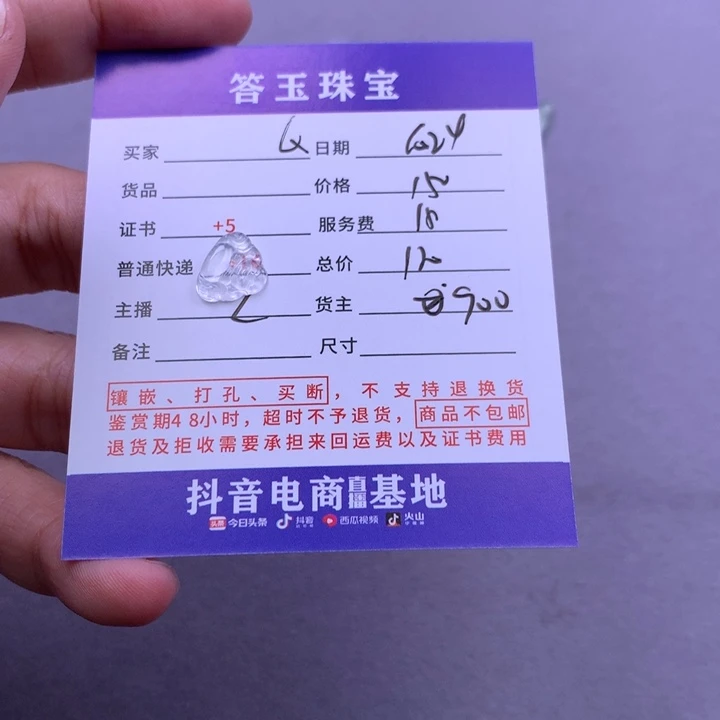 答玉珠宝
买家 日期
货品 价格 150
证书 +5 服务费 18
普通快递 总价
主播 L 货主 900
备注 尺寸
镶嵌、打孔、买断，不支持退换货
鉴赏期48小时，超时不予退货，商品不包邮
退货及拒收需要承担来回运费以及证书费用
抖音电商直播基地
头条 今日头条 抖音 西瓜视频 火山